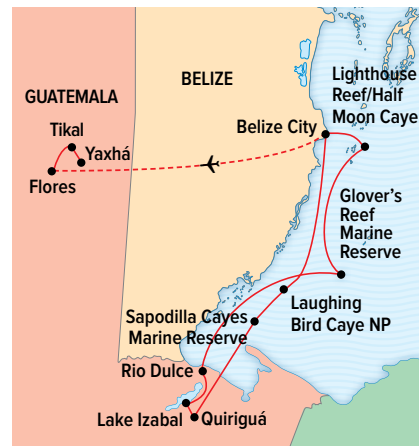 BELIZE
Lighthouse
Reef/Half
Moon Caye
GUATEMALA
Tikal
Belize City
Yaxhá
Flores
Glover's
Reef
Marine
Reserve
Sapodilla Cayes
Marine Reserve
Laughing
Bird Caye NP
Rio Dulce
Lake Izabal
Quiriguá